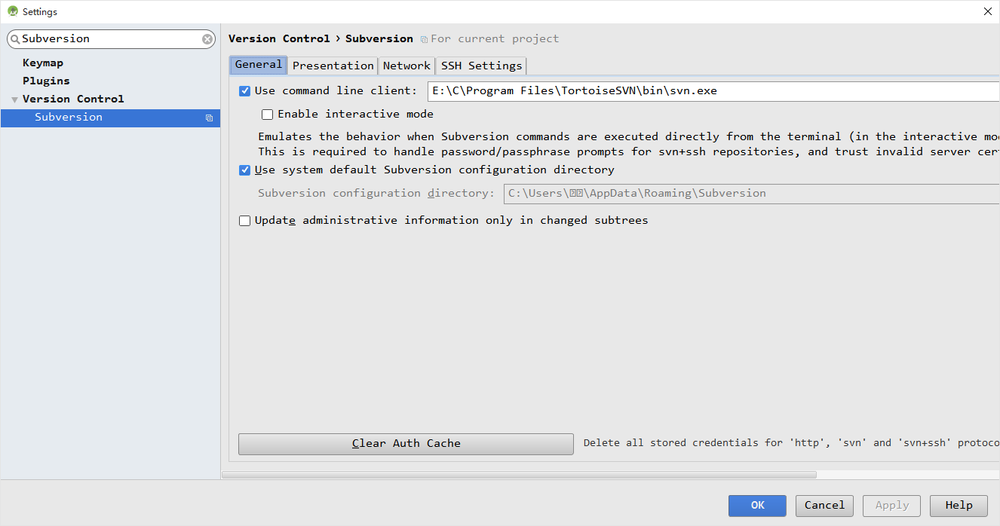 Settings
Subversion
Version Control › Subversion For current project
Keymap
Plugins
Version Control
Subversion
General Presentation Network SSH Settings
Use command line client: E:\C\Program Files\TortoiseSVN\bin\svn.exe
Enable interactive mode
Emulates the behavior when Subversion commands are executed directly from the terminal (in the interactive mo
This is required to handle password/passphrase prompts for svn+ssh repositories, and trust invalid server cer
Use system default Subversion configuration directory
Subversion configuration directory: C:\Users\\AppData\Roaming\Subversion
Update administrative information only in changed subtrees
Clear Auth Cache Delete all stored credentials for 'http', 'svn' and 'svn+ssh' protoco
OK Cancel Apply Help